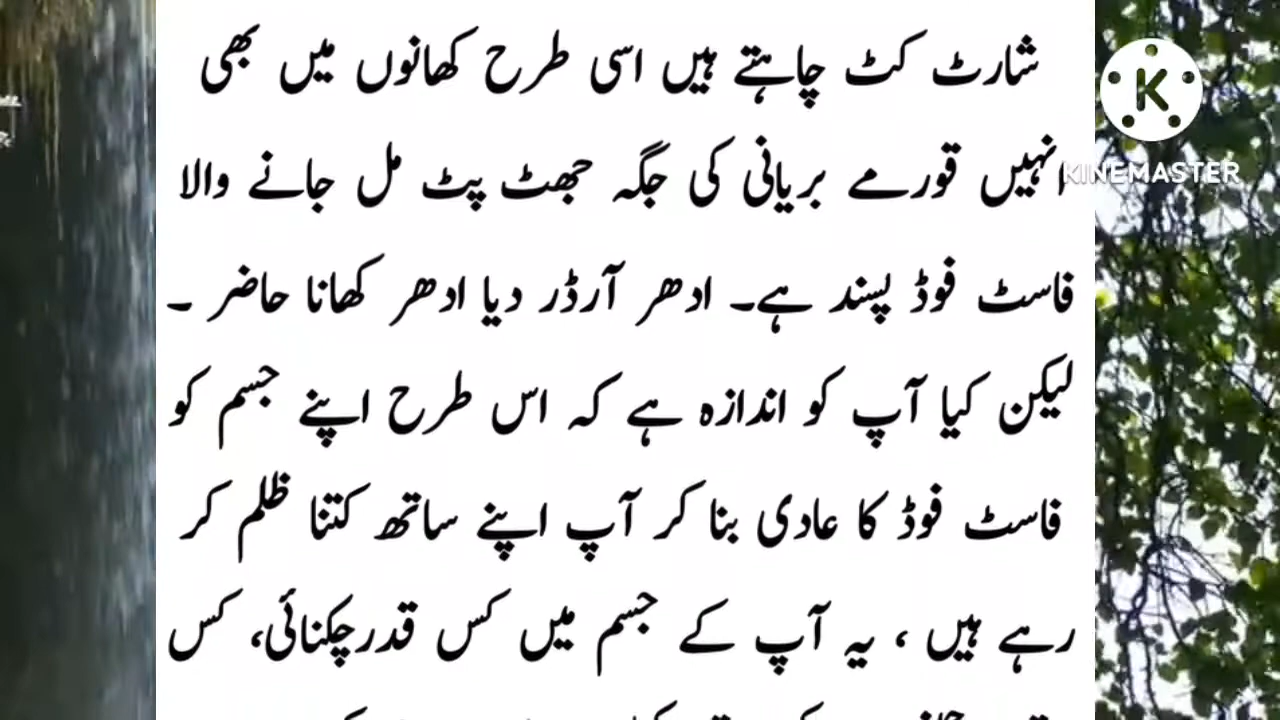 شارٹ کٹ چاہتے ہیں اسی طرح کھانوں میں بھی
انہیں قورمے بریانی کی جگہ جھٹ پٹ مل جانے والا
فاسٹ فوڈ پسند ہے۔ ادھر آرڈر دیا ادھر کھانا حاضر ۔
لیکن کیا آپ کو اندازہ ہے کہ اس طرح اپنے جسم کو
فاسٹ فوڈ کا عادی بنا کر آپ اپنے ساتھ کتنا ظلم کر
رہے ہیں ، یہ آپ کے جسم میں کس قدرچکنائی، کس
K
KINEMASTER